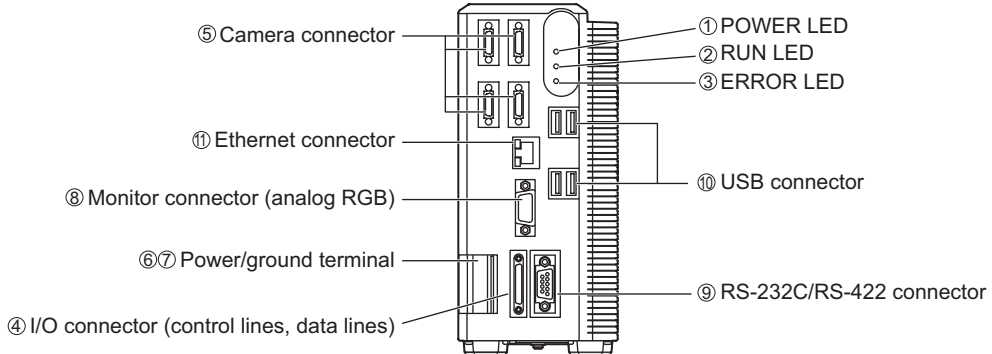 ⑤Camera connector
⑪Ethernet connector
⑧Monitor connector (analog RGB)
⑥⑦Power/ground terminal
④I/O connector (control lines, data lines)
①POWER LED
②RUN LED
③ERROR LED
⑩USB connector
⑨RS-232C/RS-422 connector